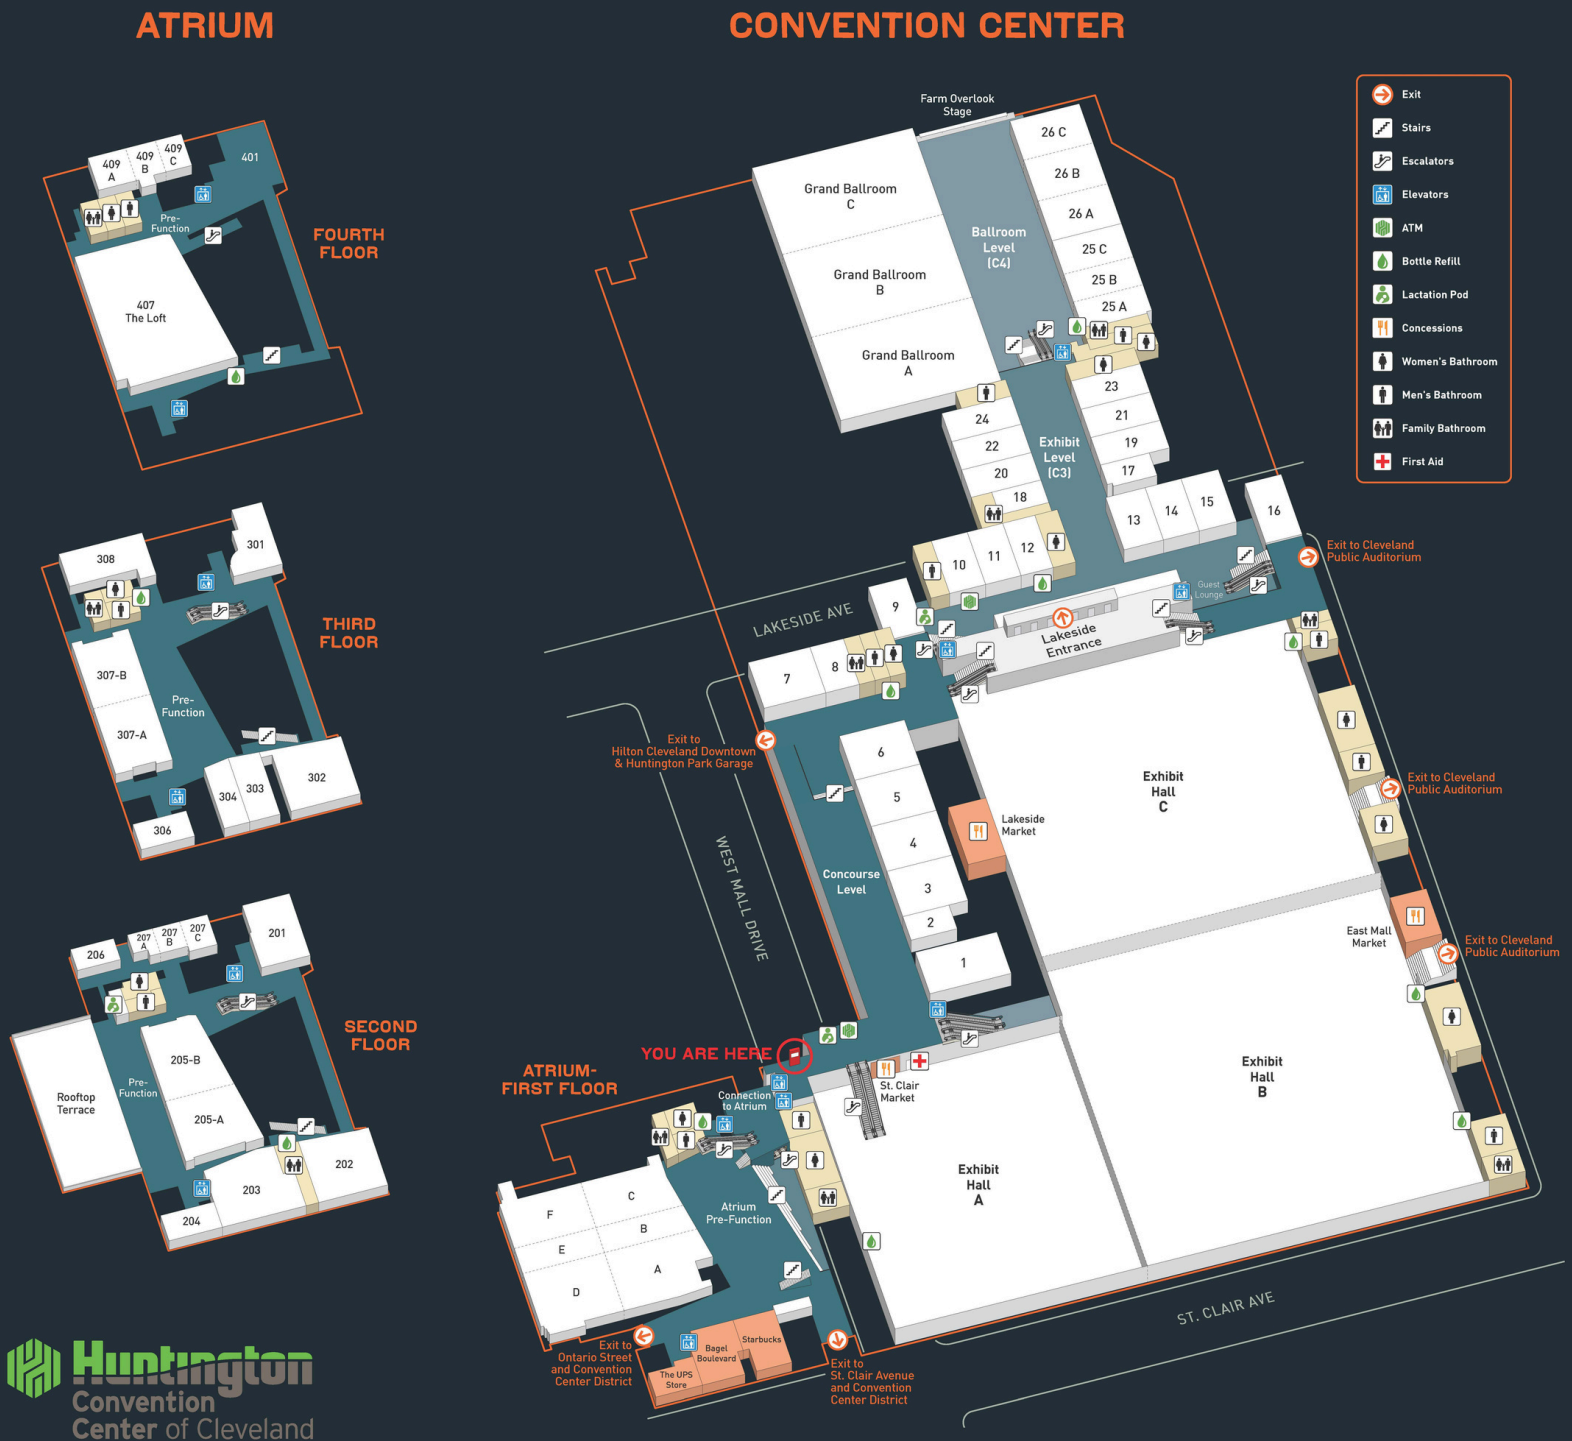 ATRIUM
CONVENTION CENTER
409
A
409
B
409
C
401
Pre-
Function
407
The Loft
FOURTH
FLOOR
308
301
307-B
307-A
Pre-
Function
304
303
302
306
THIRD
FLOOR
206
207
A
207
B
207
C
201
205-B
205-A
Pre-
Function
Rooftop
Terrace
202
203
204
SECOND
FLOOR
Farm Overlook
Stage
Grand Ballroom
C
Grand Ballroom
B
Grand Ballroom
A
Ballroom
Level
(C4)
26 C
26 B
26 A
25 C
25 B
25 A
23
21
19
17
24
22
20
18
Exhibit
Level
(C3)
13
14
15
16
10
11
12
9
7
8
Guest
Lounge
Lakeside
Entrance
LAKESIDE AVE
Exit to Cleveland
Public Auditorium
Exit to
Hilton Cleveland Downtown
& Huntington Park Garage
6
5
4
3
2
1
Concourse
Level
WEST MALL DRIVE
Lakeside
Market
Exhibit
Hall
C
Exit to Cleveland
Public Auditorium
East Mall
Market
Exit to Cleveland
Public Auditorium
YOU ARE HERE
ATRIUM-
FIRST FLOOR
Connection
to Atrium
St. Clair
Market
Exhibit
Hall
B
Exhibit
Hall
A
Atrium
Pre-Function
F
C
E
B
D
A
Exit to
Ontario Street
and Convention
Center District
The UPS
Store
Bagel
Boulevard
Starbucks
Exit to
St. Clair Avenue
and Convention
Center District
ST. CLAIR AVE
Exit
Stairs
Escalators
Elevators
ATM
Bottle Refill
Lactation Pod
Concessions
Women's Bathroom
Men's Bathroom
Family Bathroom
First Aid
Huntington
Convention
Center of Cleveland